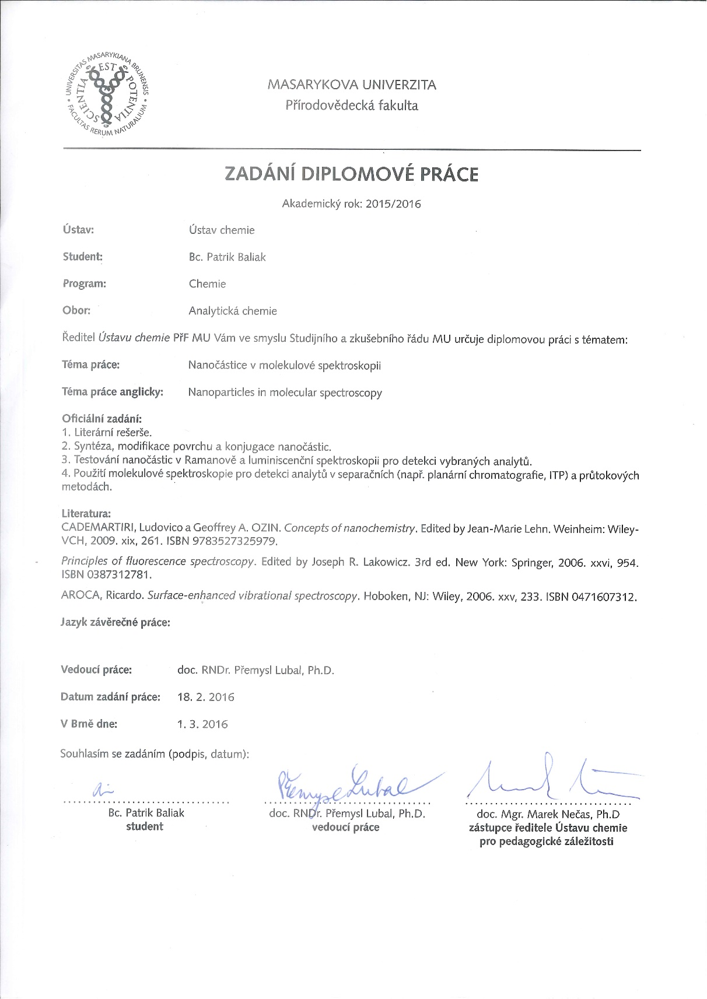 UNIVERSITAS MASARYKIANA BRUNENSIS
FACULTAS RERUM NATURALIUM
SCIENTIA EST POTENTIA
MASARYKOVA UNIVERZITA
Přírodovědecká fakulta
ZADÁNÍ DIPLOMOVÉ PRÁCE
Akademický rok: 2015/2016
Ústav: Ústav chemie
Student: Bc. Patrik Baliak
Program: Chemie
Obor: Analytická chemie
Ředitel Ústavu chemie PřF MU Vám ve smyslu Studijního a zkušebního řádu MU určuje diplomovou práci s tématem:
Téma práce: Nanočástice v molekulové spektroskopii
Téma práce anglicky: Nanoparticles in molecular spectroscopy
Oficiální zadání:
1. Literární rešerše.
2. Syntéza, modifikace povrchu a konjugace nanočástic.
3. Testování nanočástic v Ramanově a luminiscenční spektroskopii pro detekci vybraných analytů.
4. Použití molekulové spektroskopie pro detekci analytů v separačních (např. planární chromatografie, ITP) a průtokových
metodách.
Literatura:
CADEMARTIRI, Ludovico a Geoffrey A. OZIN. Concepts of nanochemistry. Edited by Jean-Marie Lehn. Weinheim: Wiley-
VCH, 2009. xix, 261. ISBN 9783527325979.
Principles of fluorescence spectroscopy. Edited by Joseph R. Lakowicz. 3rd ed. New York: Springer, 2006. xxvi, 954.
ISBN 0387312781.
AROCA, Ricardo. Surface-enhanced vibrational spectroscopy. Hoboken, NJ: Wiley, 2006. xxv, 233. ISBN 0471607312.
Jazyk závěrečné práce:
Vedoucí práce: doc. RNDr. Přemysl Lubal, Ph.D.
Datum zadání práce: 18. 2. 2016
V Brně dne: 1. 3. 2016
Souhlasím se zadáním (podpis, datum):
Přemysl Lubal
Bc. Patrik Baliak
student
doc. RNDr. Přemysl Lubal, Ph.D.
vedoucí práce
doc. Mgr. Marek Nečas, Ph.D
zástupce ředitele Ústavu chemie
pro pedagogické záležitosti